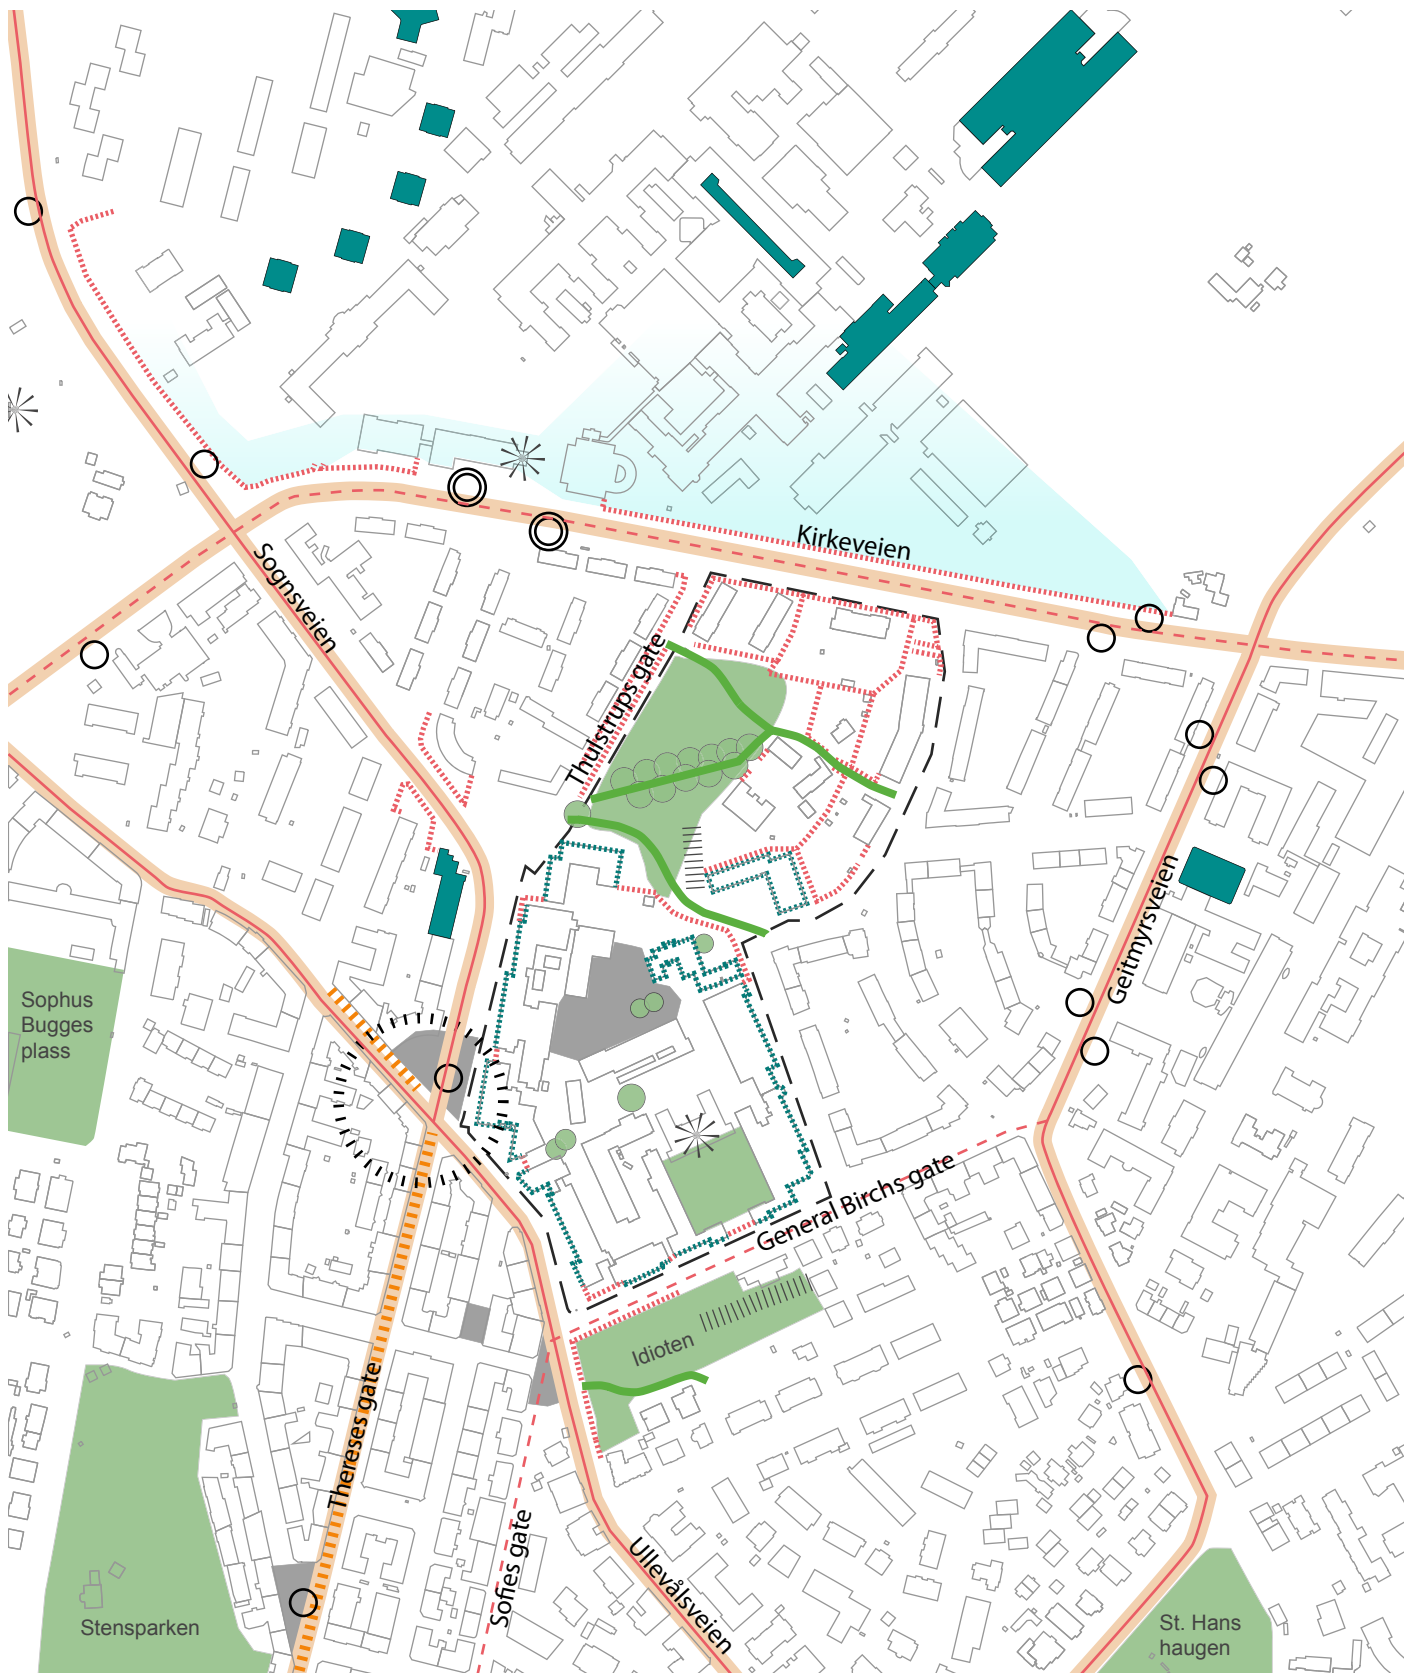 Kirkeveien
Sognsveien
Thulstrups gate
Geitmyrsveien
Sophus
Bugges
plass
General Birchs gate
Idioten
Thereses gate
Sofies gate
Ullevålsveien
Stensparken
St. Hans
haugen